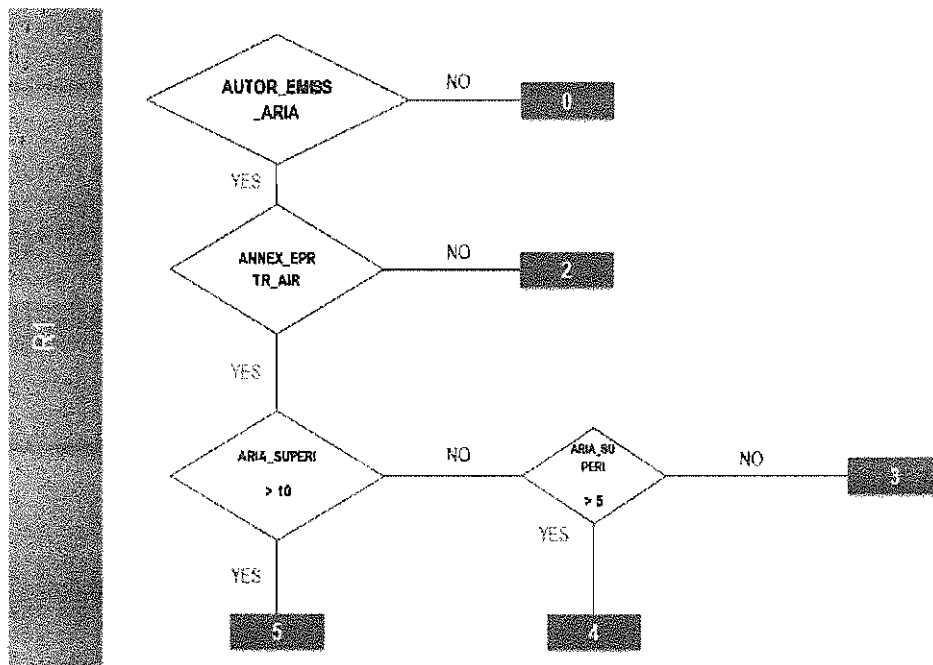 R1
AUTOR_EMISS
_ARIA
NO
0
YES
ANNEX_EPR
TR_AIR
NO
2
YES
ARIA_SUPERI
> 10
NO
ARIA_SU
PERI
> 5
NO
3
YES
YES
5
4